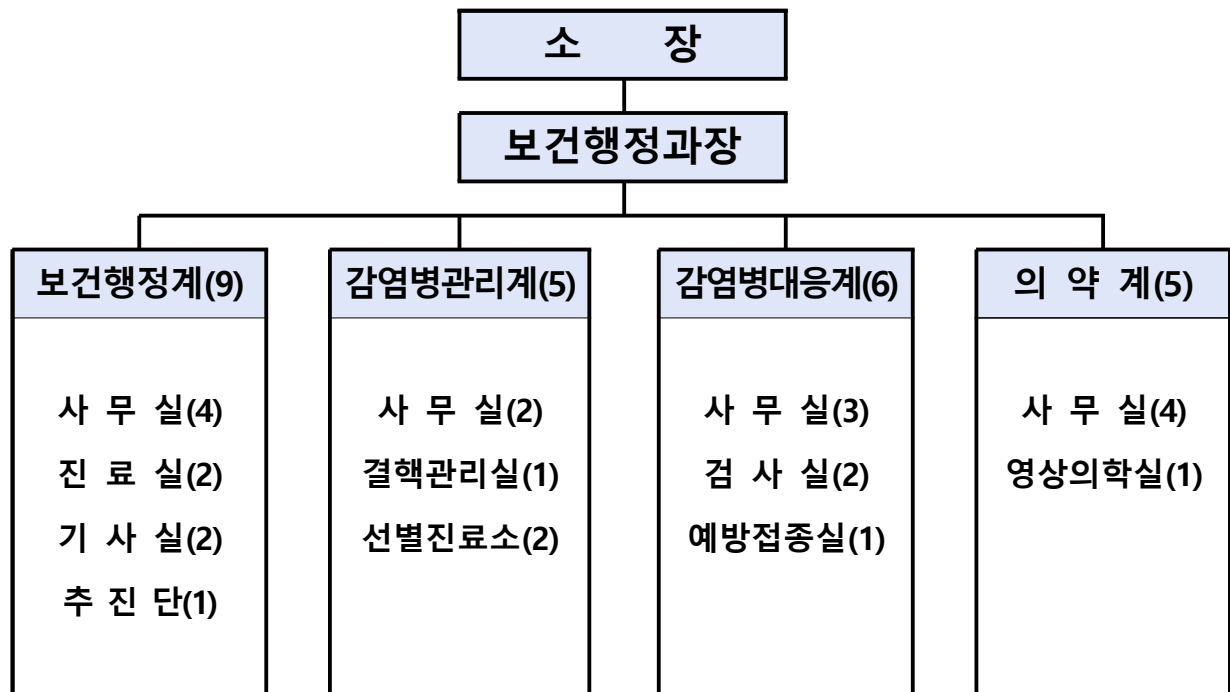 소 장
보건행정과장
보건행정계(9)
사 무 실(4)
진 료 실(2)
기 사 실(2)
추 진 단(1)
감염병관리계(5)
사 무 실(2)
결핵관리실(1)
선별진료소(2)
감염병대응계(6)
사 무 실(3)
검 사 실(2)
예방접종실(1)
의 약 계(5)
사 무 실(4)
영상의학실(1)